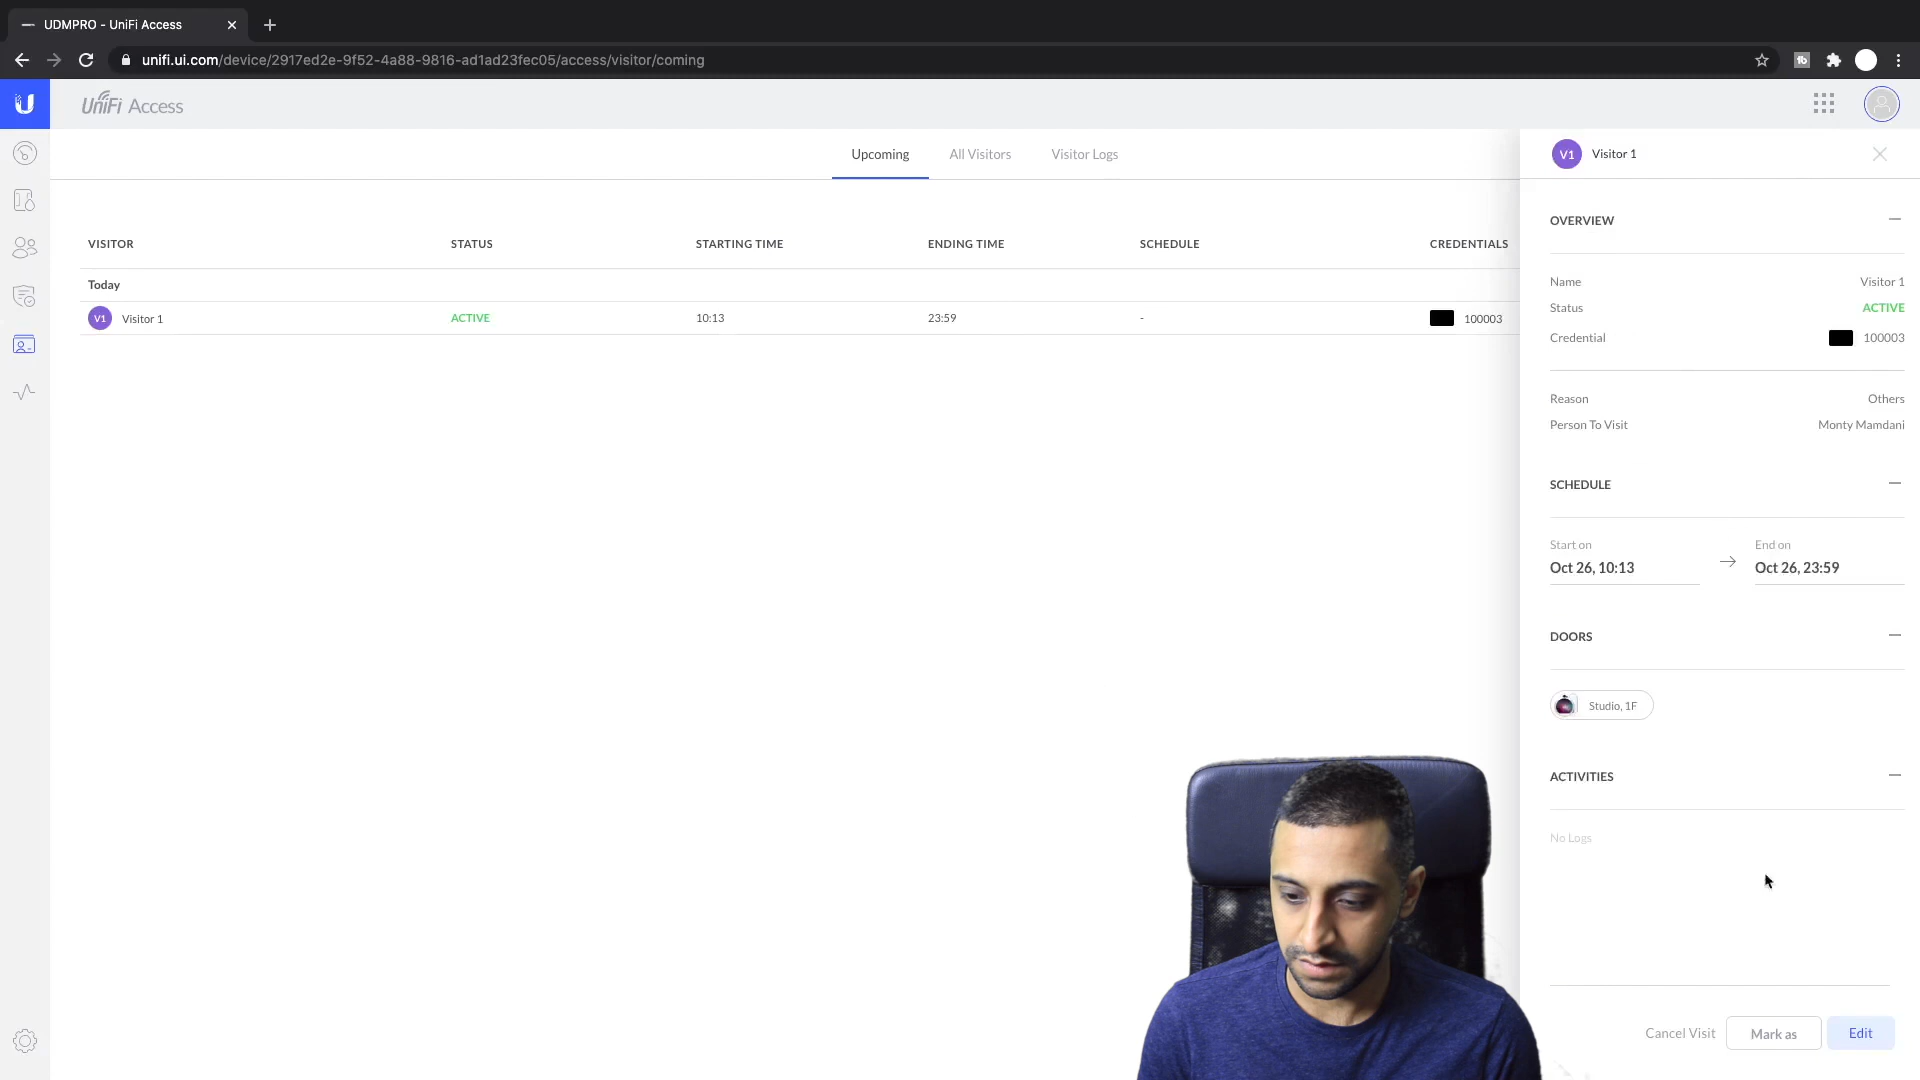 UDMPRO - UniFi Access
unifi.ui.com/device/2917ed2e-9f52-4a88-9816-ad1ad23fec05/access/visitor/coming
UniFi Access
Upcoming
All Visitors
Visitor Logs
VISITOR
STATUS
STARTING TIME
ENDING TIME
SCHEDULE
CREDENTIALS
Today
V1
Visitor 1
ACTIVE
10:13
23:59
-
100003
V1
Visitor 1
OVERVIEW
Name
Visitor 1
Status
ACTIVE
Credential
100003
Reason
Others
Person To Visit
Monty Mamdani
SCHEDULE
Start on
End on
Oct 26, 10:13
Oct 26, 23:59
DOORS
Studio, 1F
ACTIVITIES
No Logs
Cancel Visit
Mark as
Edit